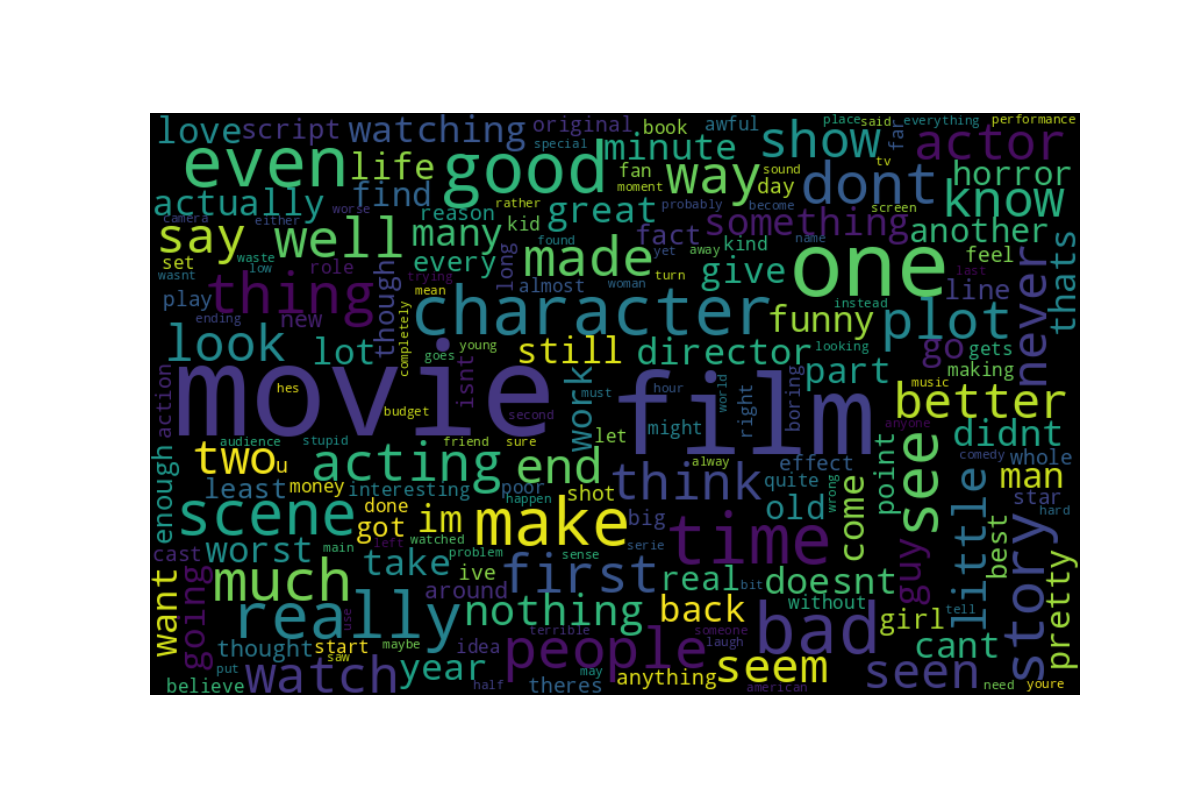 love script watching original book awful place said everything performance
special minute show far actor
even life good fan way tv day sound dont horror
moment know
actually find reason rather many kid great probably become something screen another
camera either worse
say well fact kind name thats
set waste low wasnt role every long found yet away made give feel
thing though trying almost woman turn one line last never
play new mean character instead
ending funny plot
look lot completely goes young still director looking part go gets
action isnt movie music making
hes film hour world must right boring better
budget second work might anyone
audience stupid friend sure let didnt
two u acting end alway think effect point see comedy whole
enough least money interesting poor shot quite wrong man
happen big old come star hard
scene done got im make time little best
cast worst left watched main problem sense serie story
want going much take ive first real bit doesnt guy pretty
around without
really use nothing back girl tell
terrible someone
thought start maybe idea people laugh bad cant
saw year may seem seen
believe put watch half theres anything american need youre